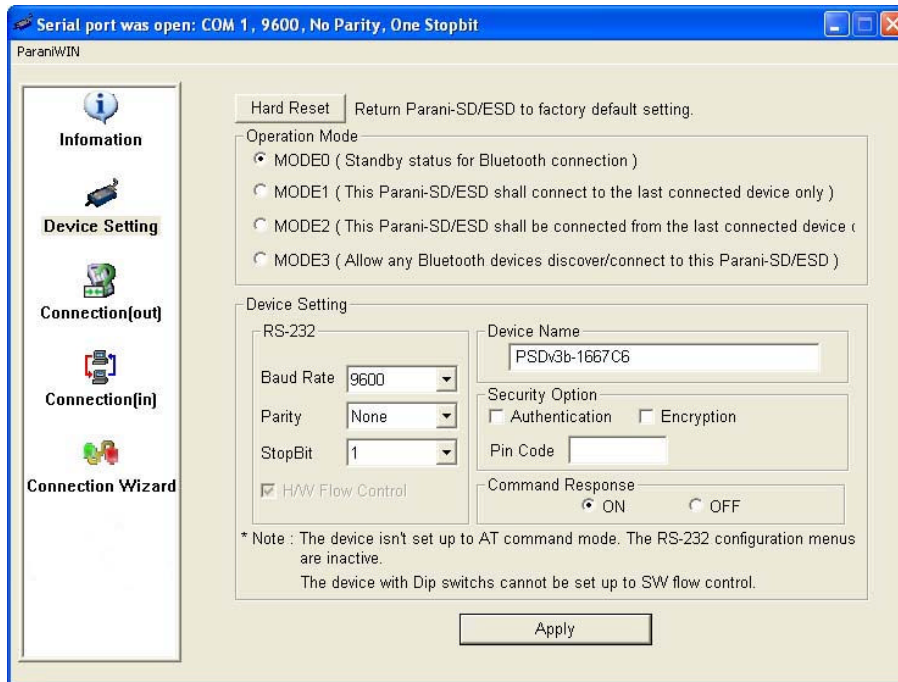 Serial port was open: COM 1, 9600, No Parity, One Stopbit
ParaniWIN
Infomation
Device Setting
Connection(out)
Connection(in)
Connection Wizard
Hard Reset Return Parani-SD/ESD to factory default setting.
Operation Mode
MODE0 ( Standby status for Bluetooth connection )
MODE1 ( This Parani-SD/ESD shall connect to the last connected device only )
MODE2 ( This Parani-SD/ESD shall be connected from the last connected device
MODE3 ( Allow any Bluetooth devices discover/connect to this Parani-SD/ESD )
Device Setting
RS-232
Baud Rate 9600
Parity None
StopBit 1
H/W Flow Control
Device Name
PSDv3b-1667C6
Security Option
Authentication Encryption
Pin Code
Command Response
ON OFF
* Note : The device isn't set up to AT command mode. The RS-232 configuration menus
are inactive.
The device with Dip switchs cannot be set up to SW flow control.
Apply